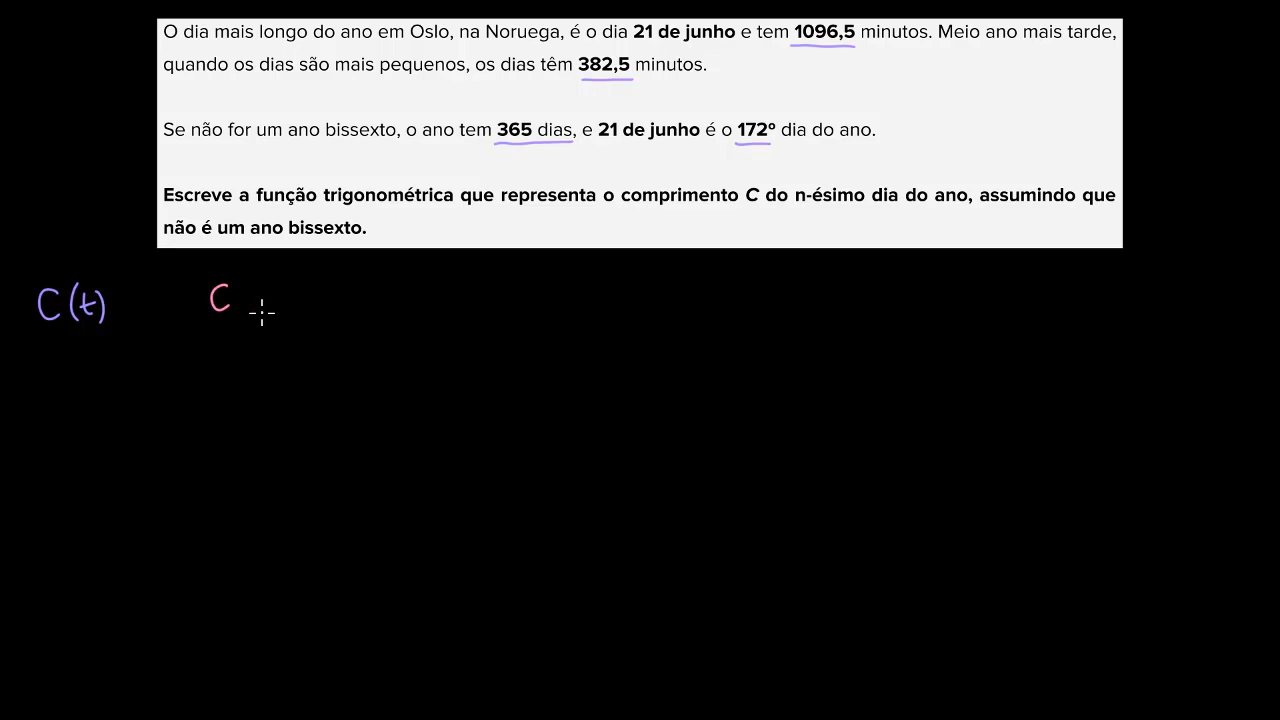 O dia mais longo do ano em Oslo, na Noruega, é o dia 21 de junho e tem 1096,5 minutos. Meio ano mais tarde,
quando os dias são mais pequenos, os dias têm 382,5 minutos.
Se não for um ano bissexto, o ano tem 365 dias, e 21 de junho é o 172º dia do ano.
Escreve a função trigonométrica que representa o comprimento C do n-ésimo dia do ano, assumindo que
não é um ano bissexto.
C(t) C